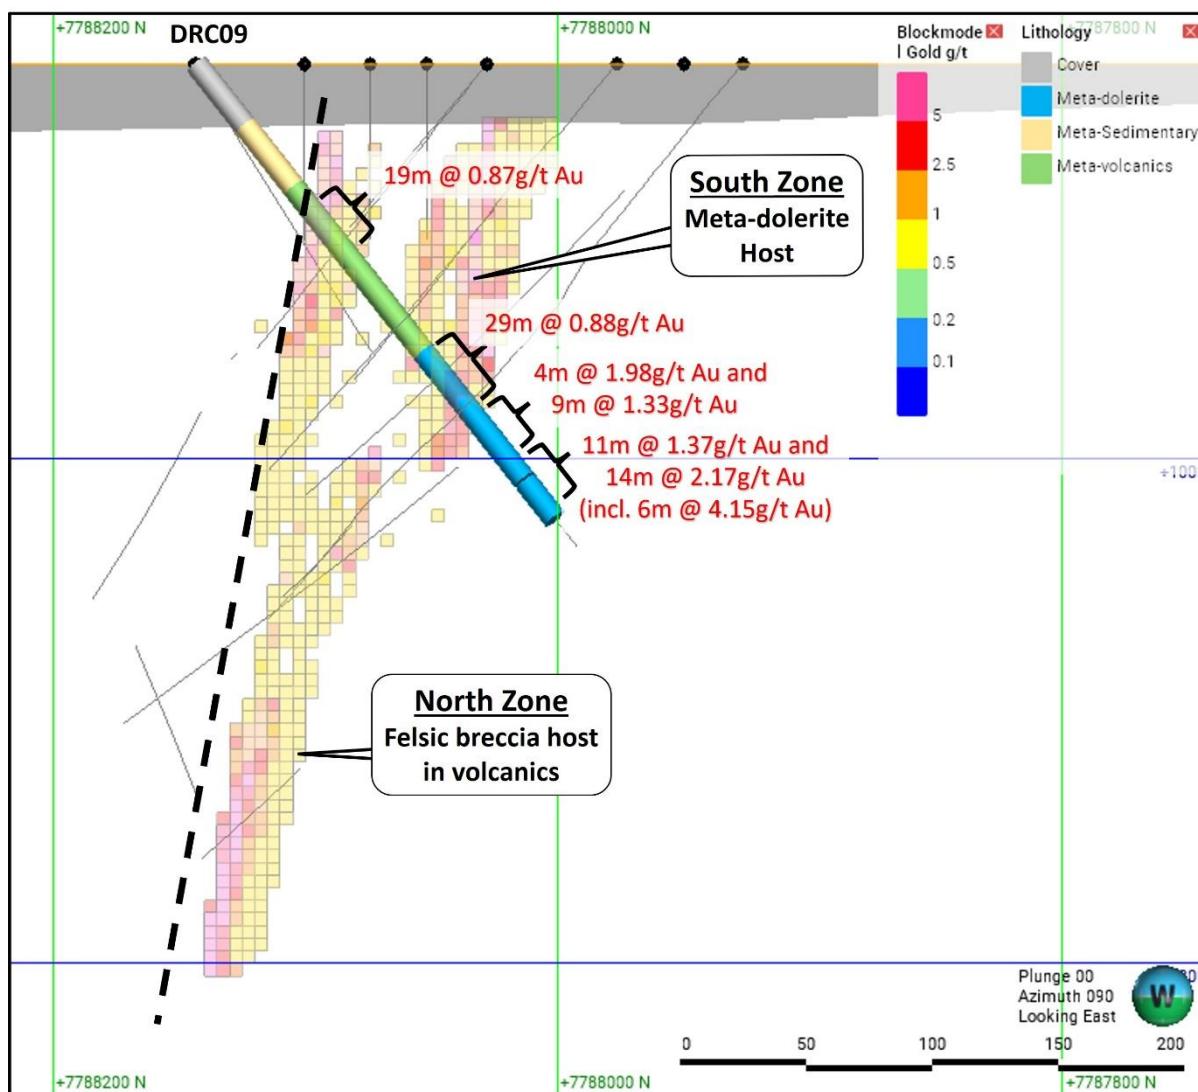 +7788200 N
+7788000 N
+7787800 N
DRC09
Blockmode
l Gold g/t
5
2.5
1
0.5
0.2
0.1
Lithology
Cover
Meta-dolerite
Meta-Sedimentary
Meta-volcanics
19m @ 0.87g/t Au
South Zone
Meta-dolerite
Host
29m @ 0.88g/t Au
4m @ 1.98g/t Au and
9m @ 1.33g/t Au
11m @ 1.37g/t Au and
14m @ 2.17g/t Au
(incl. 6m @ 4.15g/t Au)
+100
North Zone
Felsic breccia host
in volcanics
Plunge 00
Azimuth 090
Looking East
W
0
50
100
150
200
+7788200 N
+7788000 N
+7787800 N